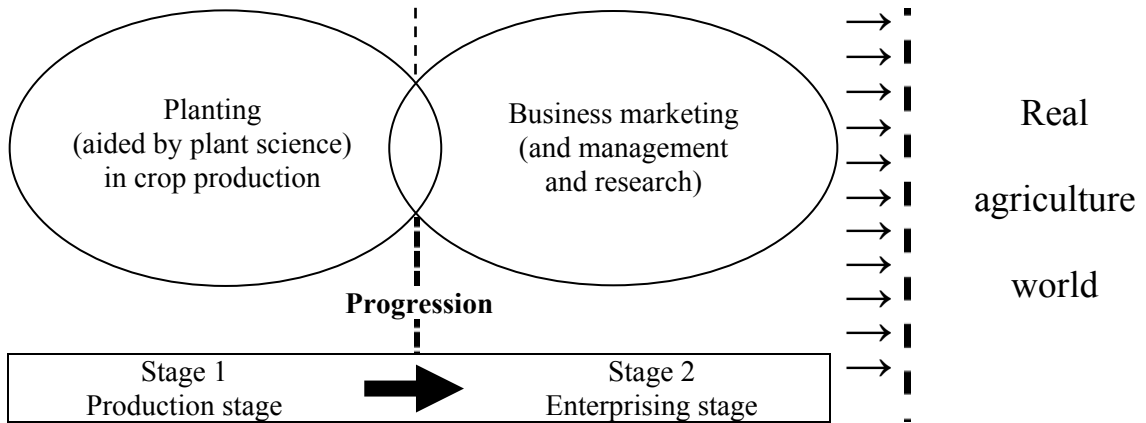 Planting
(aided by plant science)
in crop production
Business marketing
(and management
and research)
Real
agriculture
world
Progression
Stage 1
Production stage
Stage 2
Enterprising stage